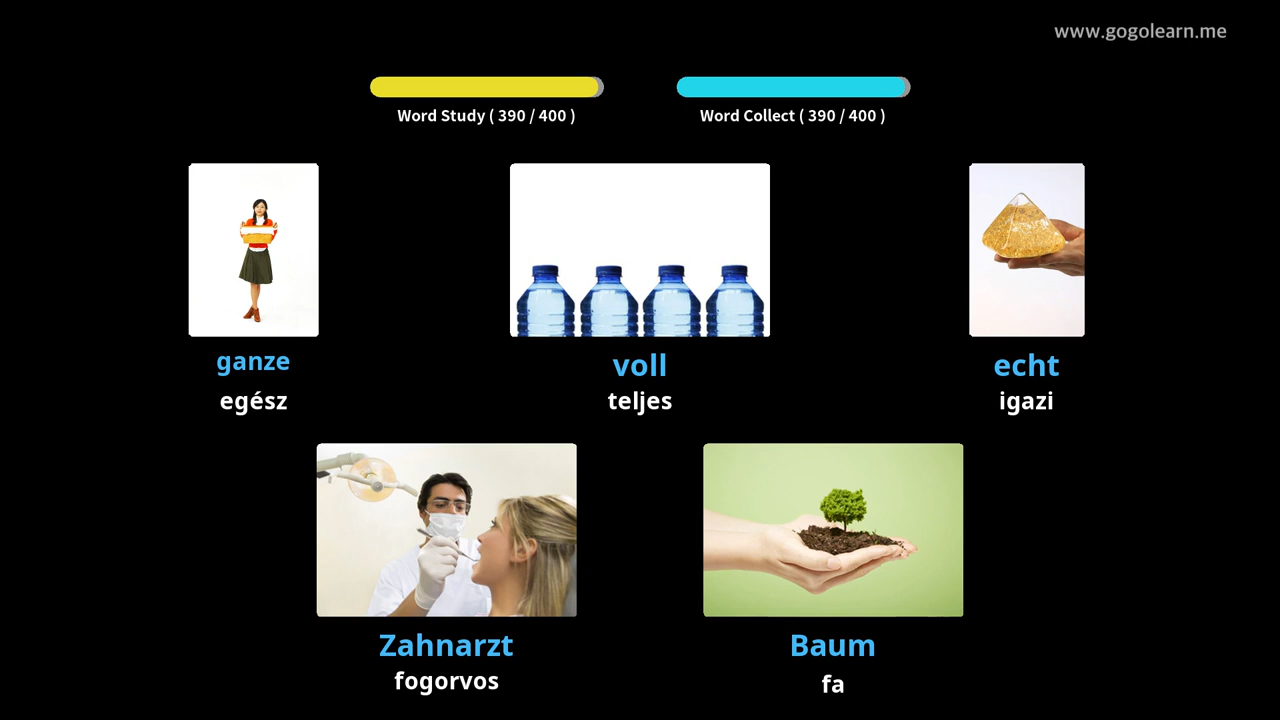 www.gogolearn.me
Word Study ( 390 / 400 )
Word Collect ( 390 / 400 )
ganze
egész
voll
teljes
echt
igazi
Zahnarzt
fogorvos
Baum
fa